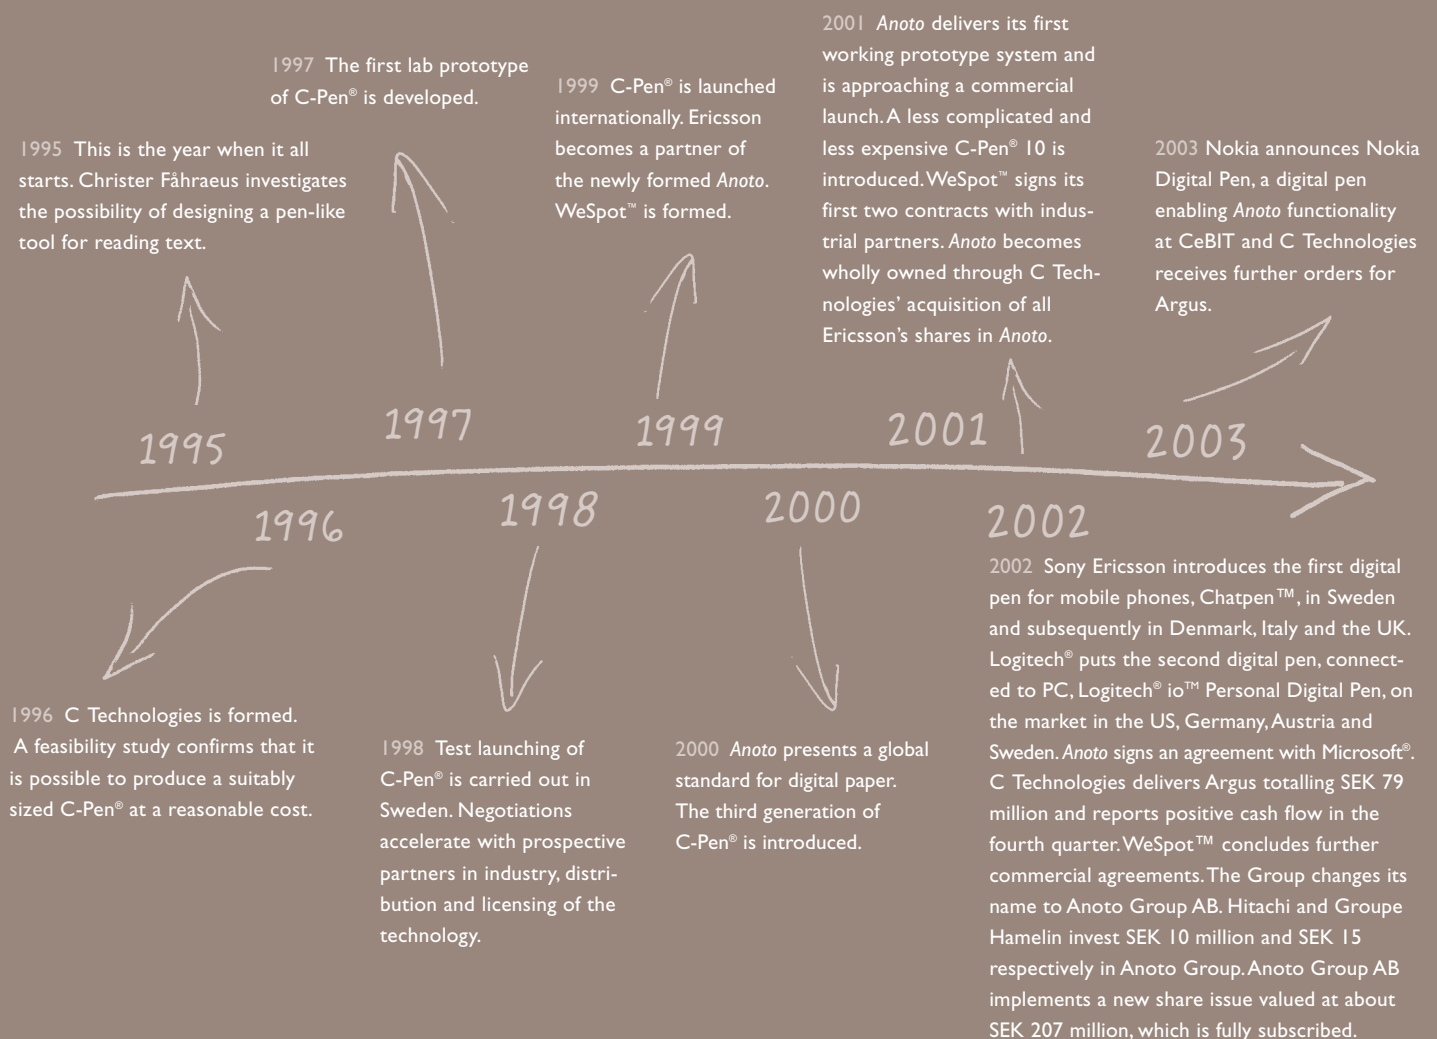 1995 This is the year when it all
starts. Christer Fåhraeus investigates
the possibility of designing a pen-like
tool for reading text.
1997 The first lab prototype
of C-Pen® is developed.
1999 C-Pen® is launched
internationally. Ericsson
becomes a partner of
the newly formed Anoto.
WeSpot™ is formed.
2001 Anoto delivers its first
working prototype system and
is approaching a commercial
launch. A less complicated and
less expensive C-Pen® 10 is
introduced. WeSpot™ signs its
first two contracts with indus-
trial partners. Anoto becomes
wholly owned through C Tech-
nologies' acquisition of all
Ericsson's shares in Anoto.
2003 Nokia announces Nokia
Digital Pen, a digital pen
enabling Anoto functionality
at CeBIT and C Technologies
receives further orders for
Argus.
1995
1997
1999
2001
2003
1996
1998
2000
2002
1996 C Technologies is formed.
A feasibility study confirms that it
is possible to produce a suitably
sized C-Pen® at a reasonable cost.
1998 Test launching of
C-Pen® is carried out in
Sweden. Negotiations
accelerate with prospective
partners in industry, distri-
bution and licensing of the
technology.
2000 Anoto presents a global
standard for digital paper.
The third generation of
C-Pen® is introduced.
2002 Sony Ericsson introduces the first digital
pen for mobile phones, Chatpen™, in Sweden
and subsequently in Denmark, Italy and the UK.
Logitech® puts the second digital pen, connect-
ed to PC, Logitech® io™ Personal Digital Pen, on
the market in the US, Germany, Austria and
Sweden. Anoto signs an agreement with Microsoft®.
C Technologies delivers Argus totalling SEK 79
million and reports positive cash flow in the
fourth quarter. WeSpot™ concludes further
commercial agreements. The Group changes its
name to Anoto Group AB. Hitachi and Groupe
Hamelin invest SEK 10 million and SEK 15
respectively in Anoto Group. Anoto Group AB
implements a new share issue valued at about
SEK 207 million, which is fully subscribed.